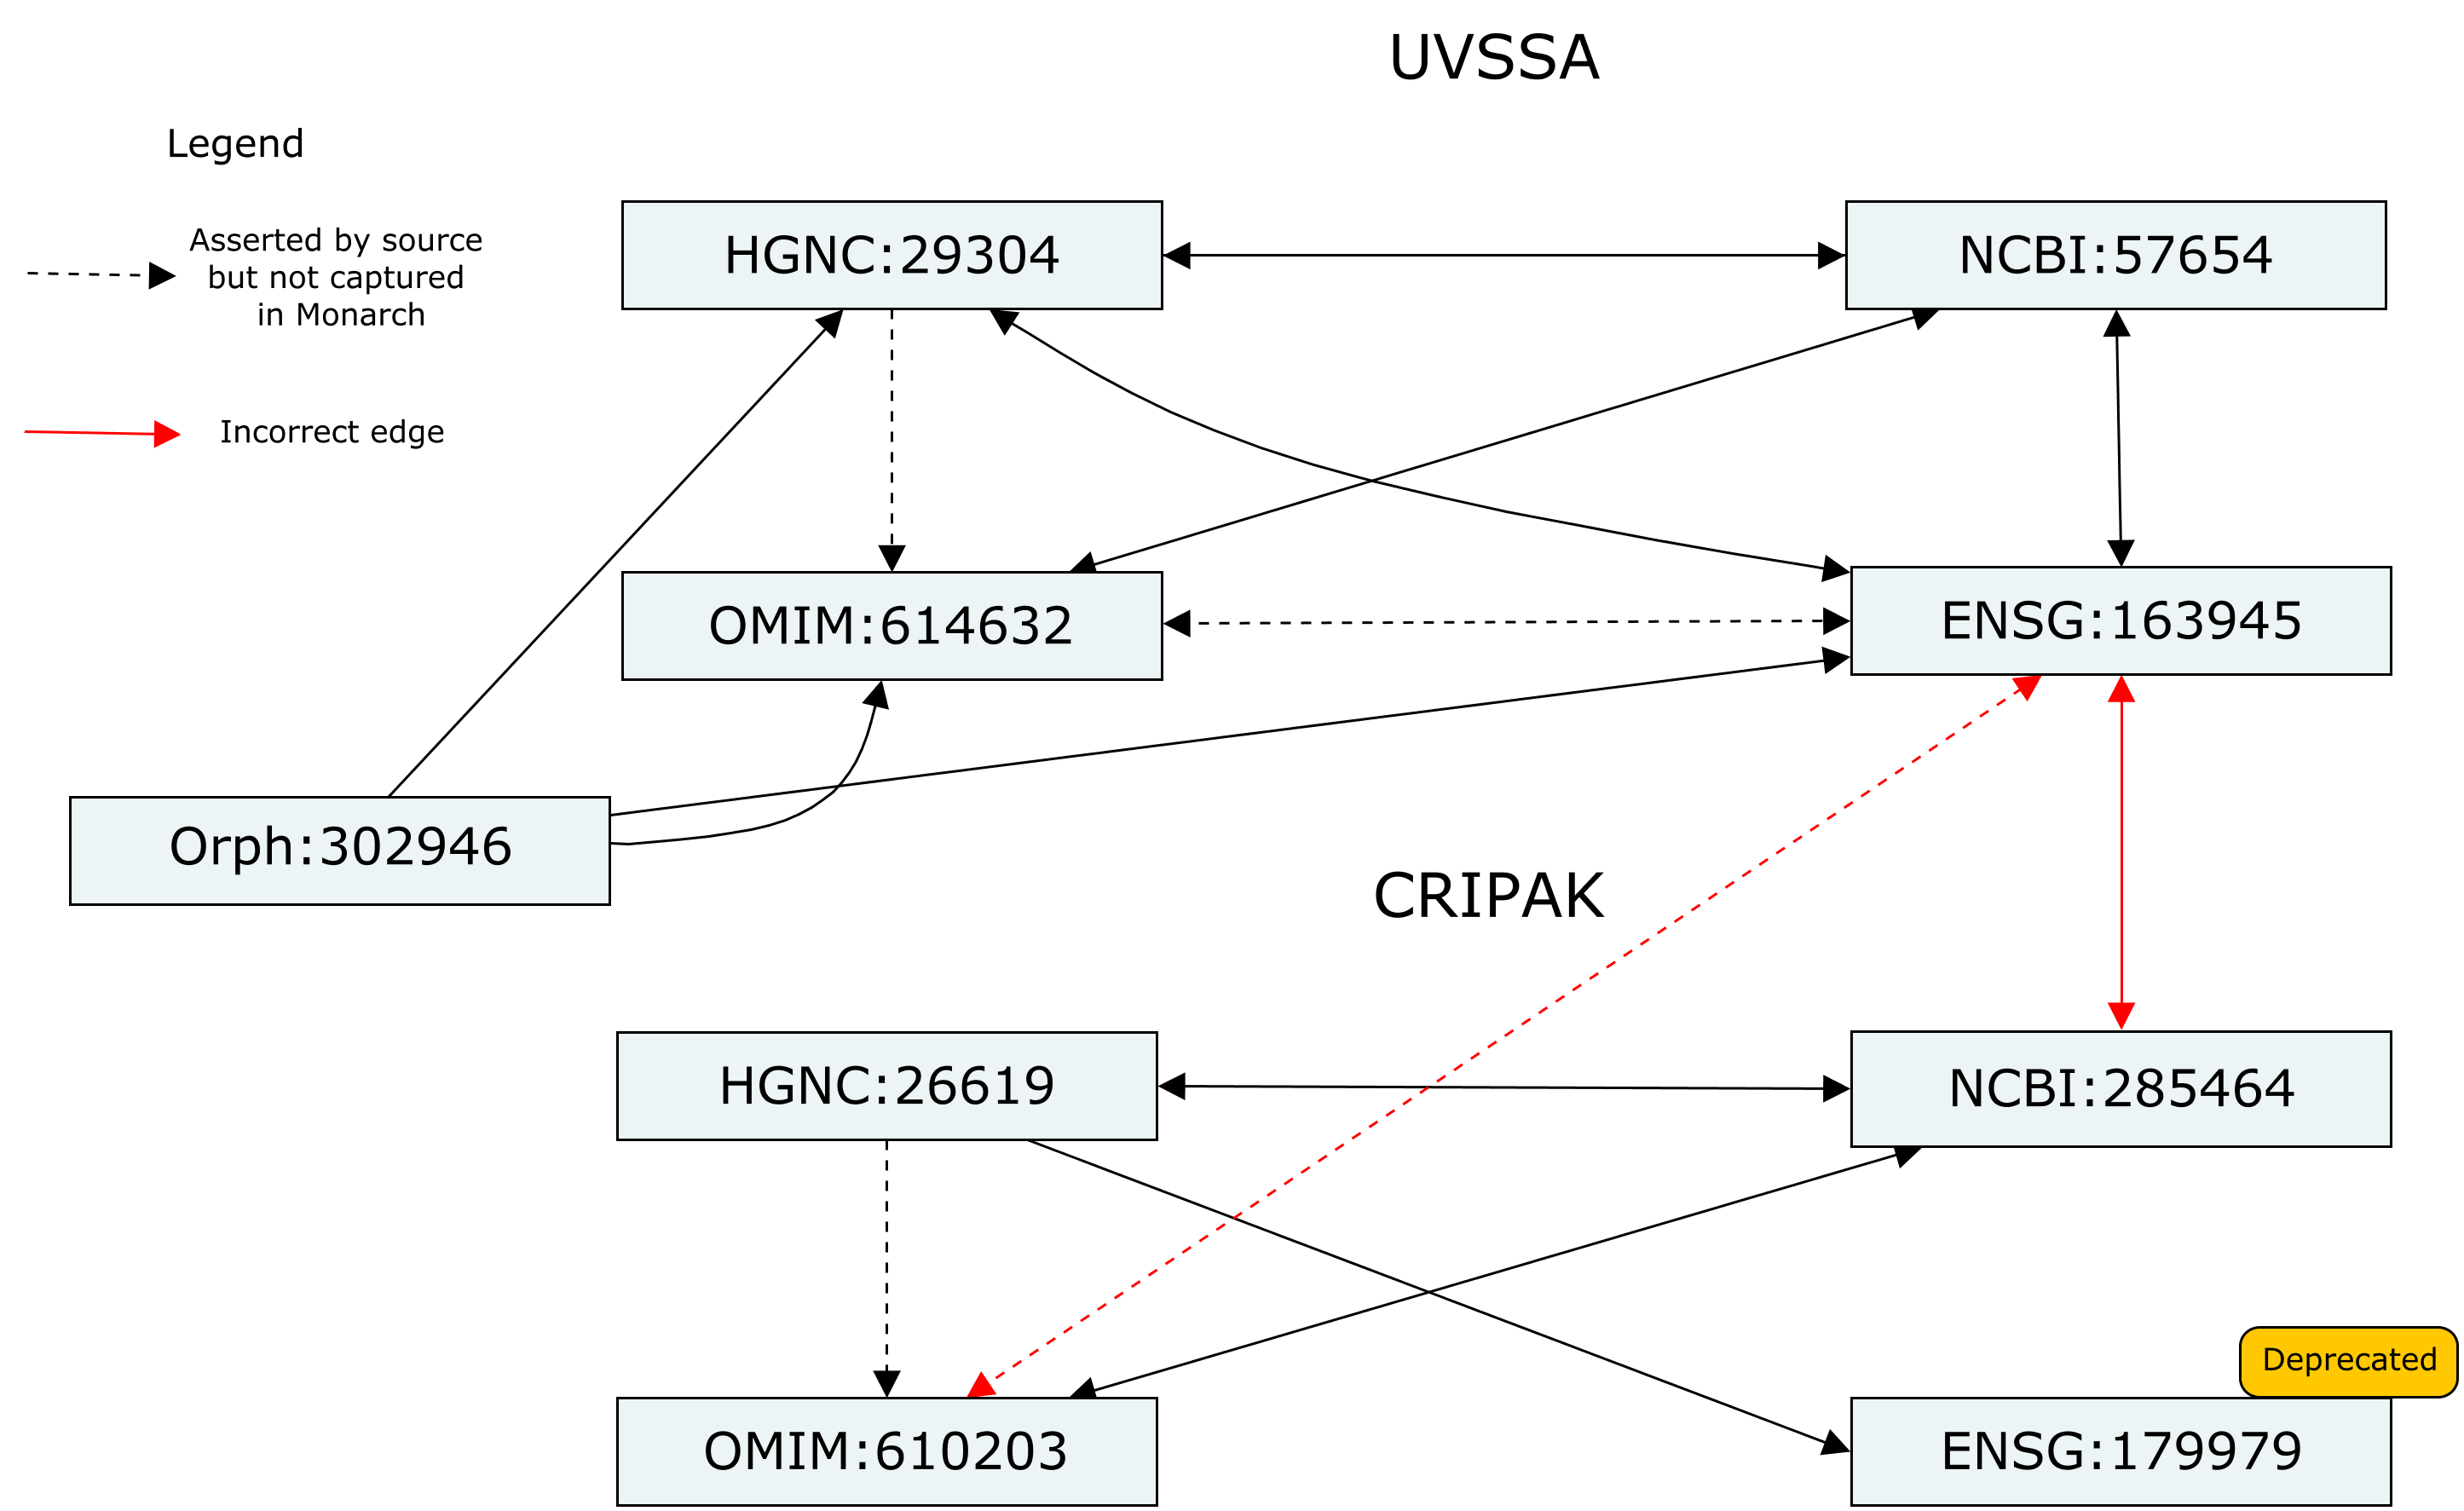 UVSSA
Legend
Asserted by source
but not captured
in Monarch
Incorrect edge
HGNC:29304
NCBI:57654
OMIM:614632
ENSG:163945
Orph:302946
CRIPAK
HGNC:26619
NCBI:285464
Deprecated
OMIM:610203
ENSG:179979